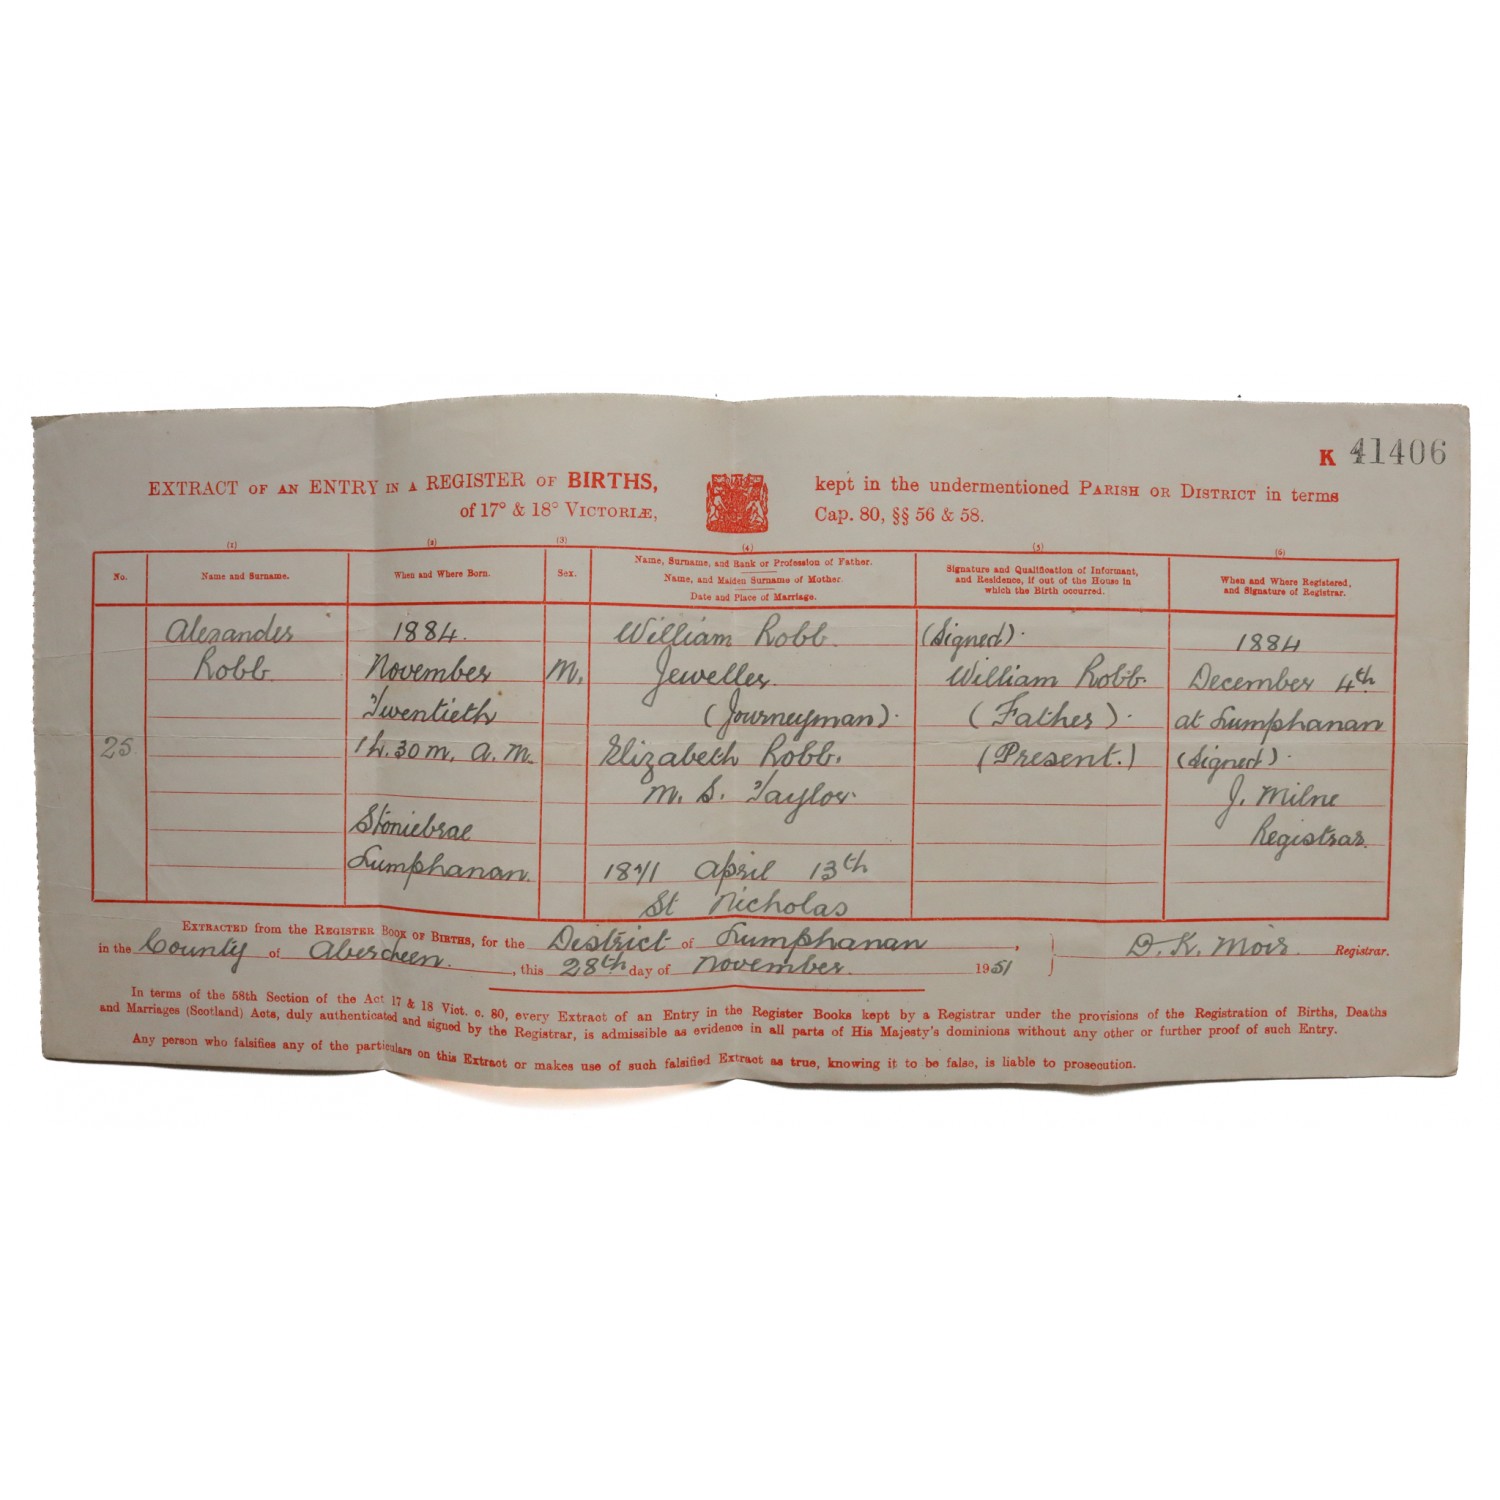 K 41406
EXTRACT OF AN ENTRY IN A REGISTER OF BIRTHS,
of 17° & 18° VICTORIÆ,
kept in the undermentioned PARISH OR DISTRICT in terms
Cap. 80, §§ 56 & 58.
(1) (2) (3) (4) (5) (6)
No.
Name and Surname.
When and Where Born.
Sex.
Name, Surname, and Rank or Profession of Father.
Name, and Maiden Surname of Mother.
Date and Place of Marriage.
Signature and Qualification of Informant,
and Residence, if out of the House in
which the Birth occurred.
When and Where Registered,
and Signature of Registrar.
25.
Alexander
Robb.
1884.
November
Twentieth
1 h. 30 m. A.M.
Stoniebrae
Lumphanan.
M.
William Robb.
Jeweller.
(Journeyman).
Elizabeth Robb.
M. S. Taylor.
1871 April 13th
St Nicholas
(Signed).
William Robb.
(Father).
(Present.)
1884
December 4th
at Lumphanan
(Signed).
J. Milne
Registrar.
EXTRACTED from the REGISTER BOOK OF BIRTHS, for the District of Lumphanan,
in the County of Aberdeen., this 28th day of November. 1951
D. K. Moir. Registrar.
In terms of the 58th Section of the Act 17 & 18 Vict. c. 80, every Extract of an Entry in the Register Books kept by a Registrar under the provisions of the Registration of Births, Deaths
and Marriages (Scotland) Acts, duly authenticated and signed by the Registrar, is admissible as evidence in all parts of His Majesty's dominions without any other or further proof of such Entry.
Any person who falsifies any of the particulars on this Extract or makes use of such falsified Extract as true, knowing it to be false, is liable to prosecution.